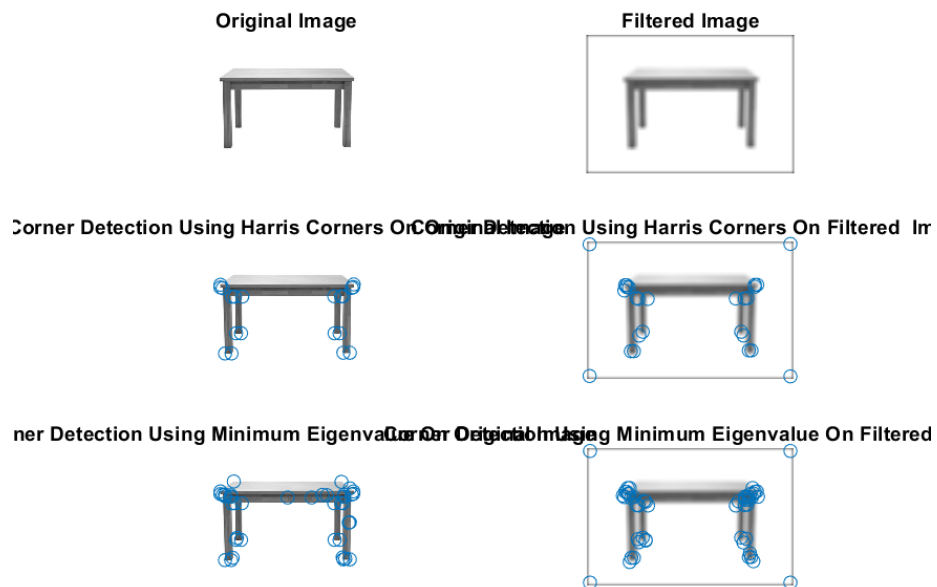 Original Image
Filtered Image
Corner Detection Using Harris Corners On Original Image
Corner Detection Using Harris Corners On Filtered Im
ner Detection Using Minimum Eigenvalue On Original Image
Corner Detection Using Minimum Eigenvalue On Filtered